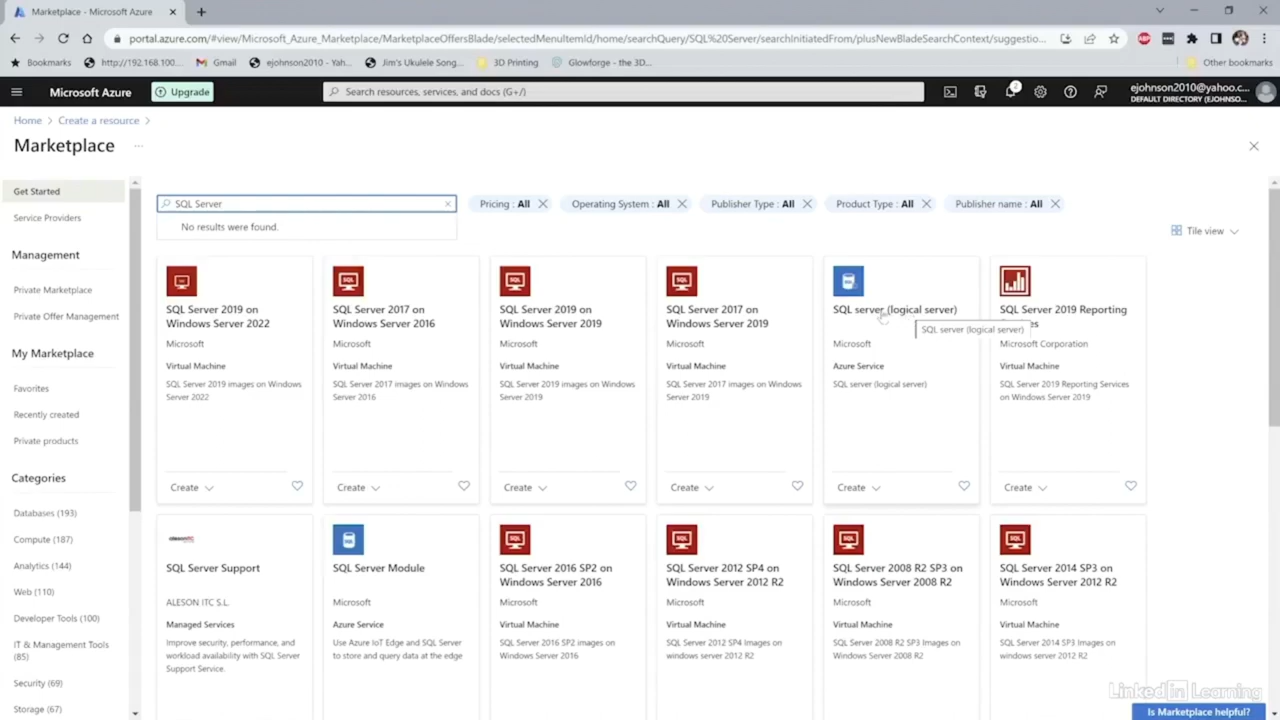 Marketplace - Microsoft Azure
portal.azure.com/#view/Microsoft_Azure_Marketplace/MarketplaceOffersBlade/selectedMenuItemId/home/searchQuery/SQL%20Server/searchInitiatedFrom/plusNewBladeSearchContext/suggestio...
Bookmarks
http://192.168.100...
Gmail
ejohnson2010 - Yah...
Jim's Ukulele Song...
3D Printing
Glowforge - the 3D...
Other bookmarks
Microsoft Azure
Upgrade
Search resources, services, and docs (G+/)
2
ejohnson2010@yahoo.c...
DEFAULT DIRECTORY (EJOHNSO...
Home > Create a resource >
Marketplace ...
Get Started
Service Providers
Management
Private Marketplace
Private Offer Management
My Marketplace
Favorites
Recently created
Private products
Categories
Databases (193)
Compute (187)
Analytics (144)
Web (110)
Developer Tools (100)
IT & Management Tools
(85)
Security (69)
Storage (67)
SQL Server
No results were found.
Pricing : All
Operating System : All
Publisher Type : All
Product Type : All
Publisher name : All
Tile view
SQL Server 2019 on
Windows Server 2022
Microsoft
Virtual Machine
SQL Server 2019 images on Windows
Server 2022
Create
SQL
SQL Server 2017 on
Windows Server 2016
Microsoft
Virtual Machine
SQL Server 2017 images on Windows
Server 2016
Create
SQL
SQL Server 2019 on
Windows Server 2019
Microsoft
Virtual Machine
SQL Server 2019 images on Windows
Server 2019
Create
SQL
SQL Server 2017 on
Windows Server 2019
Microsoft
Virtual Machine
SQL Server 2017 images on Windows
Server 2019
Create
SQL server (logical server)
SQL server (logical server)
Microsoft
Azure Service
SQL server (logical server)
Create
SQL Server 2019 Reporting
Microsoft Corporation
Virtual Machine
SQL Server 2019 Reporting Services
on Windows Server 2019
Create
alesonITC
SQL Server Support
ALESON ITC S.L.
Managed Services
Improve security, performance, and
workload availability with SQL Server
Support Service.
SQL Server Module
Microsoft
Azure Service
Use Azure IoT Edge and SQL Server
to store and query data at the edge
SQL
SQL Server 2016 SP2 on
Windows Server 2016
Microsoft
Virtual Machine
SQL Server 2016 SP2 images on
Windows Server 2016
SQL
SQL Server 2012 SP4 on
Windows Server 2012 R2
Microsoft
Virtual Machine
SQL Server 2012 SP4 Images on
windows server 2012 R2
SQL
SQL Server 2008 R2 SP3 on
Windows Server 2008 R2
Microsoft
Virtual Machine
SQL Server 2008 R2 SP3 Images on
Windows Server 2008 R2
SQL
SQL Server 2014 SP3 on
Windows Server 2012 R2
Microsoft
Virtual Machine
SQL Server 2014 SP3 Images on
windows server 2012 R2
LinkedIn Learning
Is Marketplace helpful?